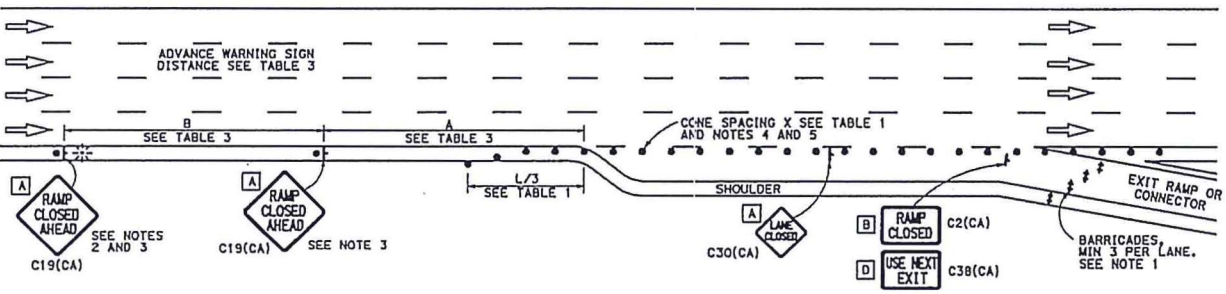 ADVANCE WARNING SIGN
DISTANCE SEE TABLE 3
B
SEE TABLE 3
A
SEE TABLE 3
CONE SPACING X SEE TABLE 1
AND NOTES 4 AND 5
L/3
SEE TABLE 1
SHOULDER
EXIT RAMP OR
CONNECTOR
A
RAMP
CLOSED
AHEAD
SEE NOTES
2 AND 3
C19(CA)
A
RAMP
CLOSED
AHEAD
C19(CA)
SEE NOTE 3
A
LANE
CLOSED
C30(CA)
B
RAMP
CLOSED
C2(CA)
D
USE NEXT
EXIT
C38(CA)
BARRICADES,
MIN 3 PER LANE.
SEE NOTE 1